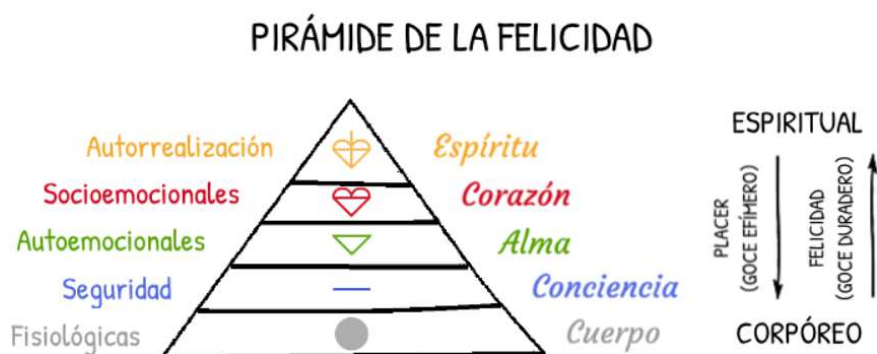 PIRÁMIDE DE LA FELICIDAD
Autorrealización
Espíritu
Socioemocionales
Corazón
Autoemocionales
Alma
Seguridad
Conciencia
Fisiológicas
Cuerpo
ESPIRITUAL
PLACER
(GOCE EFÍMERO)
FELICIDAD
(GOCE DURADERO)
CORPÓREO